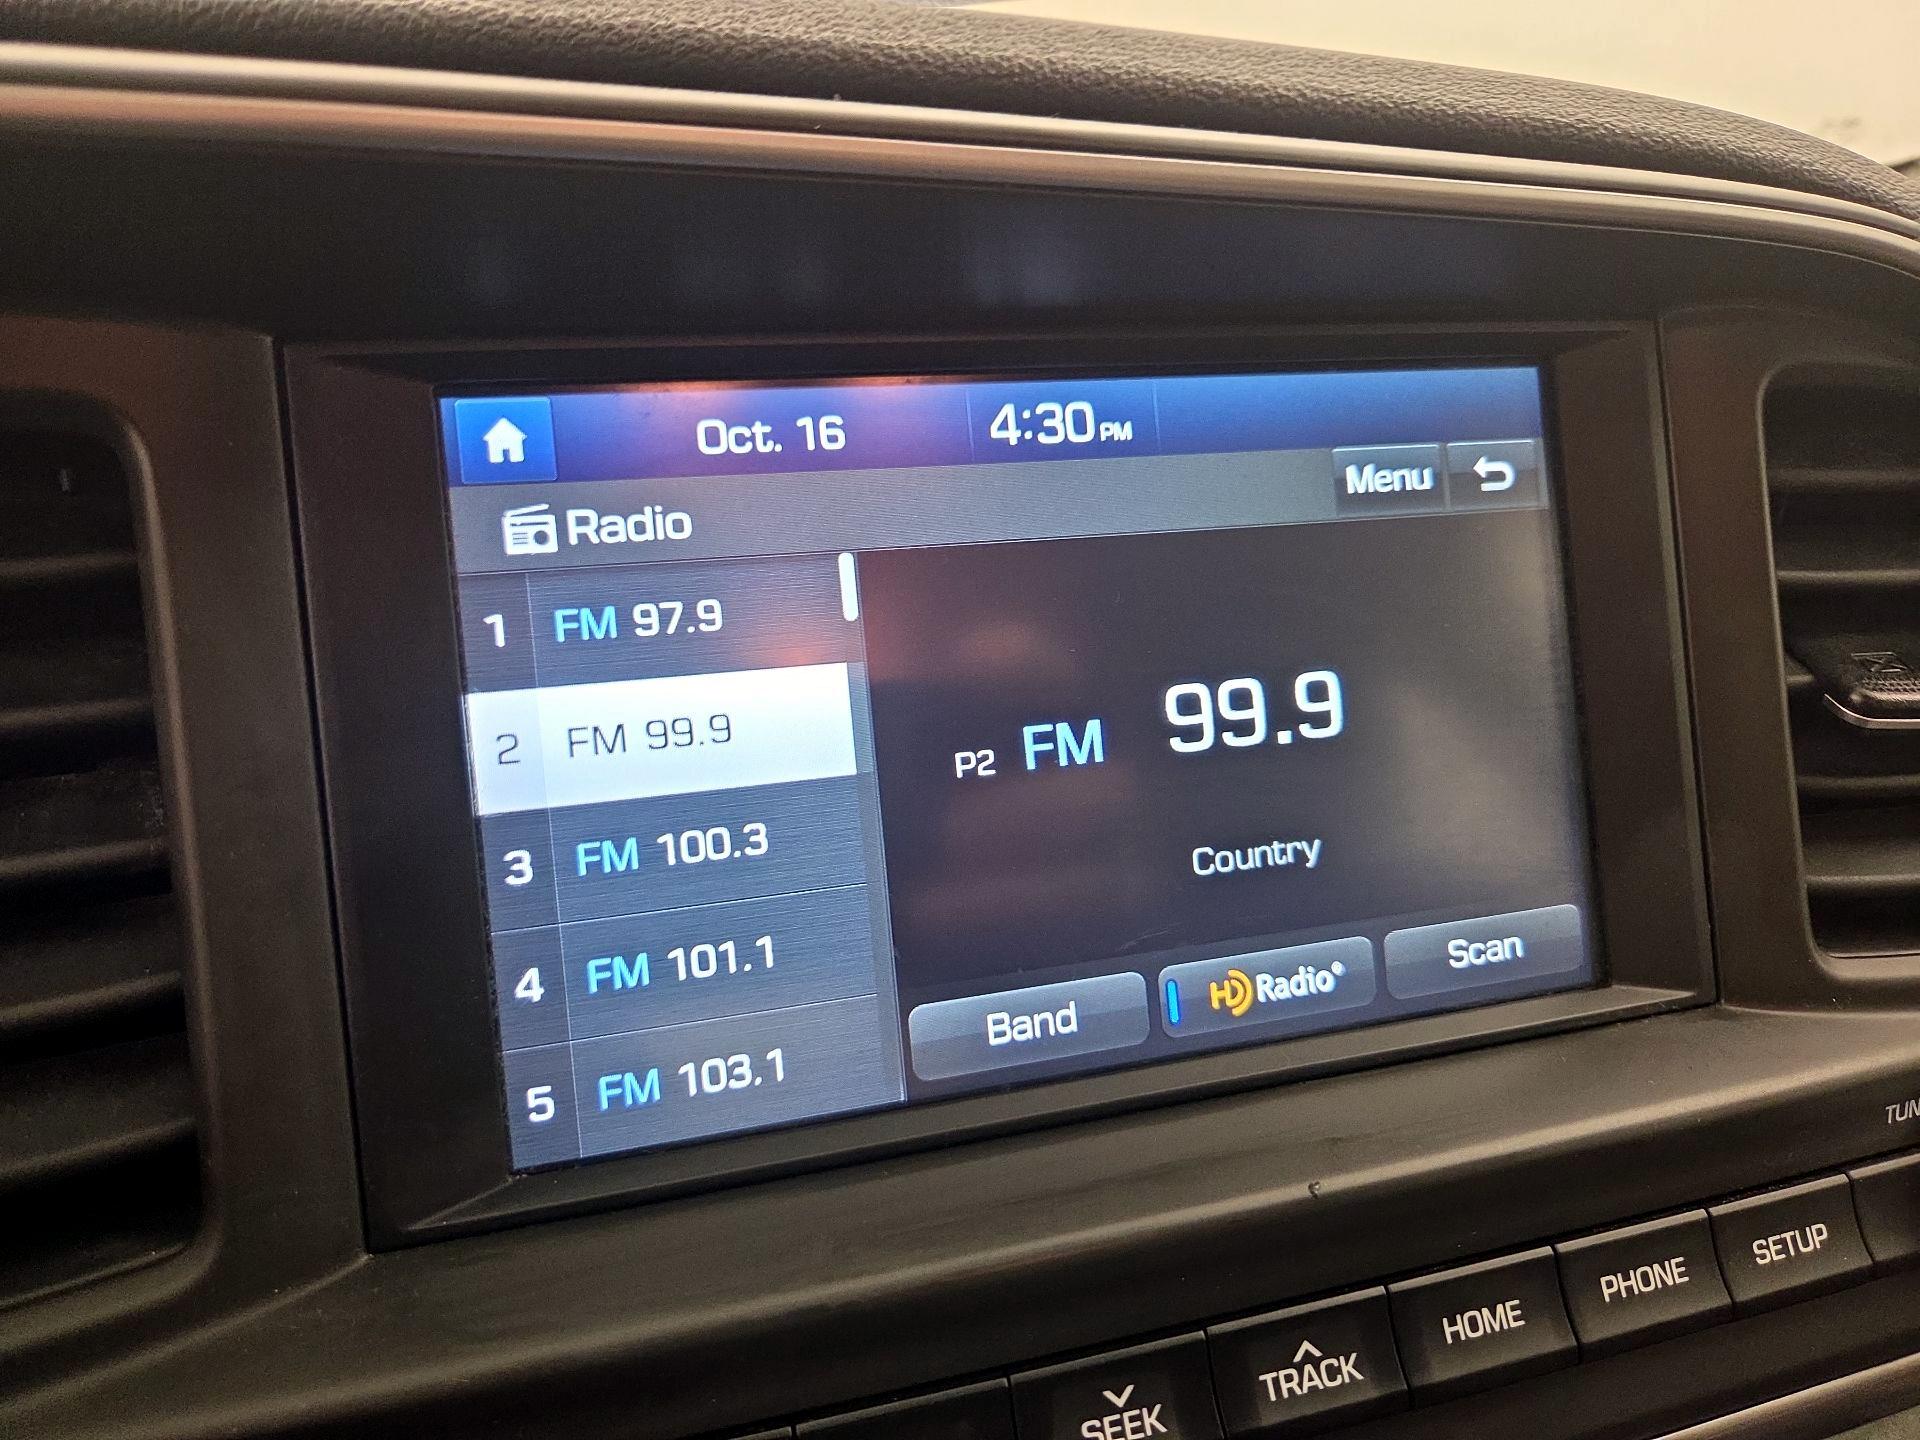 Oct. 16 4:30 PM
Menu
Radio
1 FM 97.9
2 FM 99.9
3 FM 100.3
4 FM 101.1
5 FM 103.1
P2 FM 99.9
Country
Band HD Radio® Scan
SEEK TRACK HOME PHONE SETUP